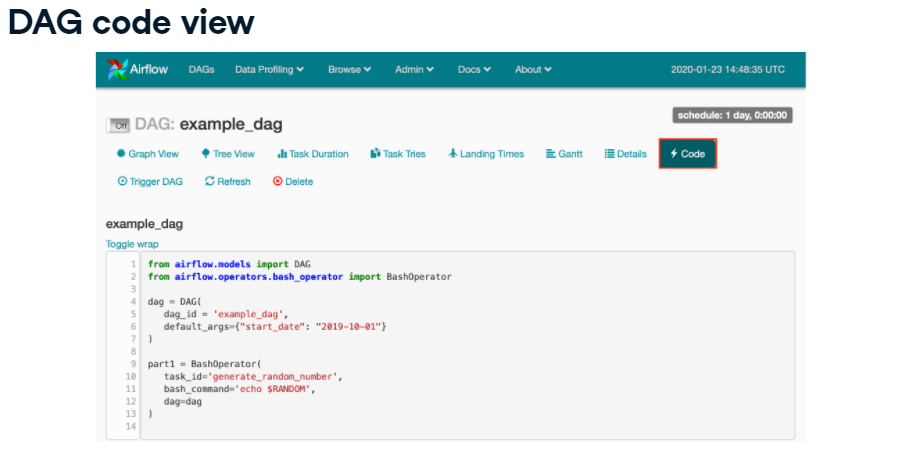 DAG code view
Airflow DAGs Data Profiling Browse Admin Docs About 2020-01-23 14:48:35 UTC
schedule: 1 day, 0:00:00
Off DAG: example_dag
Graph View Tree View Task Duration Task Tries Landing Times Gantt Details Code
Trigger DAG Refresh Delete
example_dag
Toggle wrap
1 from airflow.models import DAG
2 from airflow.operators.bash_operator import BashOperator
3
4 dag = DAG(
5    dag_id = 'example_dag',
6    default_args={"start_date": "2019-10-01"}
7 )
8
9 part1 = BashOperator(
10    task_id='generate_random_number',
11    bash_command='echo $RANDOM',
12    dag=dag
13 )
14